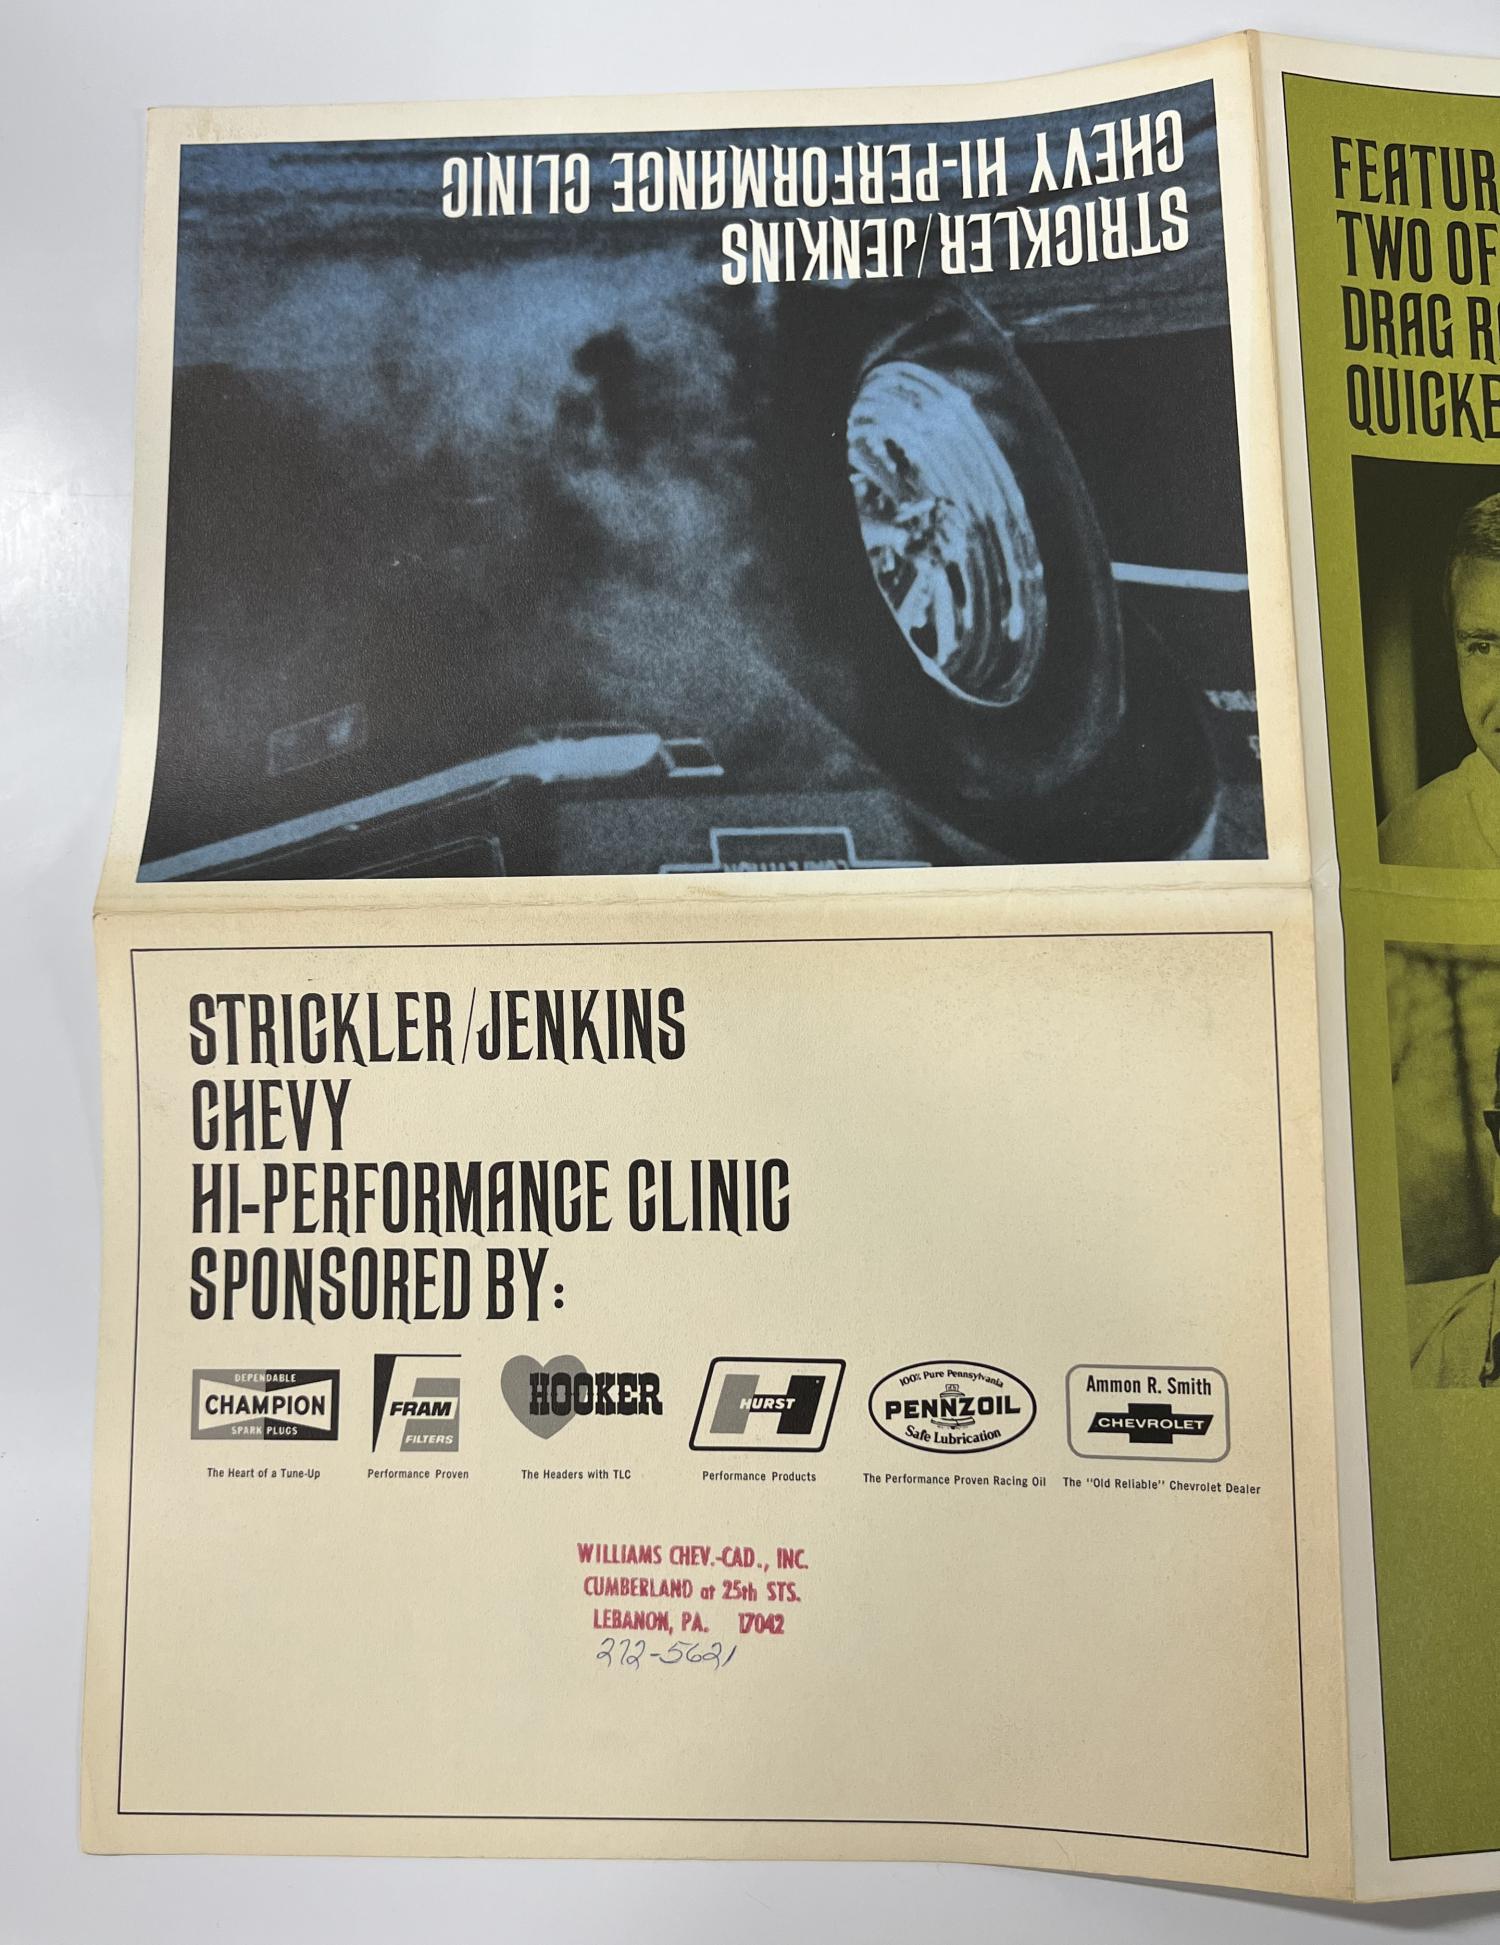 STRICKLER/JENKINS
CHEVY HI-PERFORMANCE CLINIC
FEATUR
TWO OF
DRAG R
QUICKE
STRICKLER/JENKINS
CHEVY
HI-PERFORMANCE CLINIC
SPONSORED BY:
DEPENDABLE
CHAMPION
SPARK PLUGS
The Heart of a Tune-Up
FRAM
FILTERS
Performance Proven
HOOKER
The Headers with TLC
HURST
Performance Products
100% Pure Pennsylvania
PENNZOIL
Safe Lubrication
The Performance Proven Racing Oil
Ammon R. Smith
CHEVROLET
The "Old Reliable" Chevrolet Dealer
WILLIAMS CHEV.-CAD., INC.
CUMBERLAND at 25th STS.
LEBANON, PA. 17042
272-5621